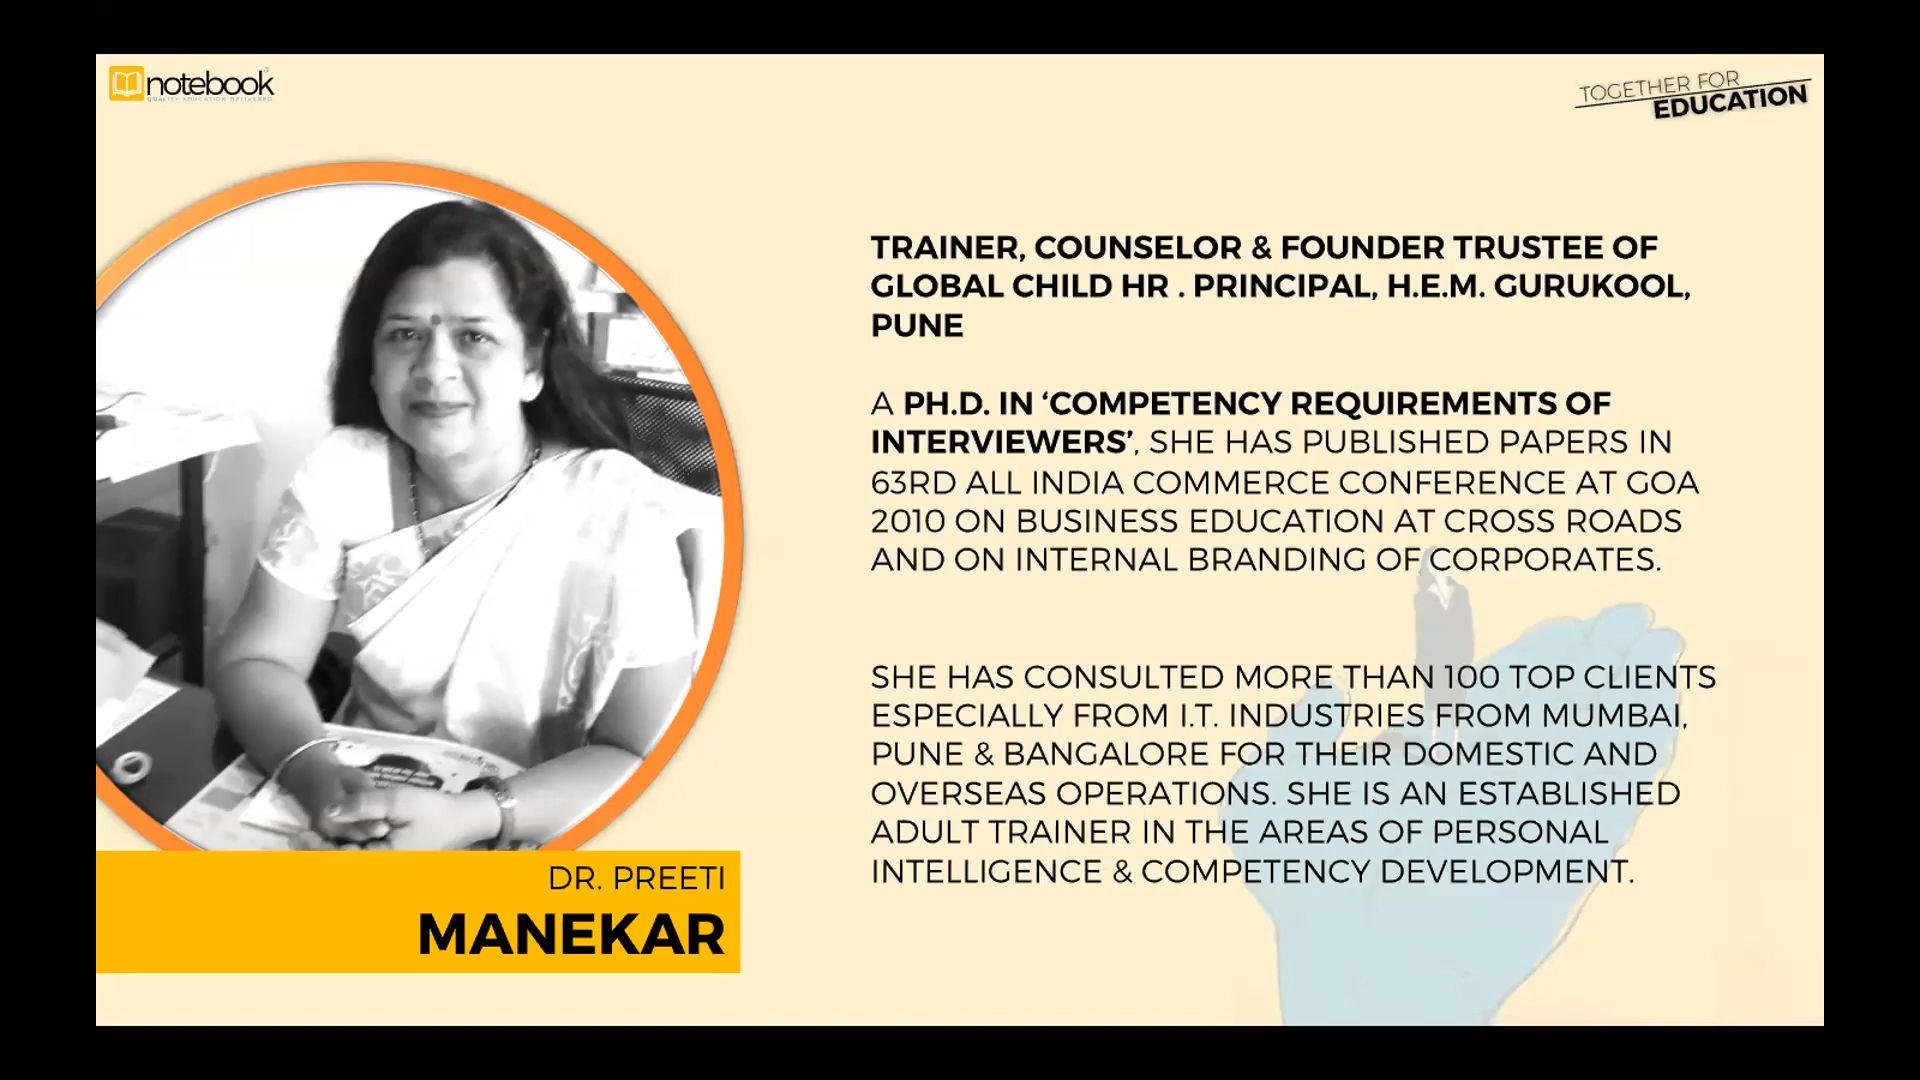 notebook
QUALITY EDUCATION DELIVERED
TOGETHER FOR
EDUCATION
TRAINER, COUNSELOR & FOUNDER TRUSTEE OF
GLOBAL CHILD HR . PRINCIPAL, H.E.M. GURUKOOL,
PUNE
A PH.D. IN ‘COMPETENCY REQUIREMENTS OF
INTERVIEWERS’, SHE HAS PUBLISHED PAPERS IN
63RD ALL INDIA COMMERCE CONFERENCE AT GOA
2010 ON BUSINESS EDUCATION AT CROSS ROADS
AND ON INTERNAL BRANDING OF CORPORATES.
SHE HAS CONSULTED MORE THAN 100 TOP CLIENTS
ESPECIALLY FROM I.T. INDUSTRIES FROM MUMBAI,
PUNE & BANGALORE FOR THEIR DOMESTIC AND
OVERSEAS OPERATIONS. SHE IS AN ESTABLISHED
ADULT TRAINER IN THE AREAS OF PERSONAL
INTELLIGENCE & COMPETENCY DEVELOPMENT.
DR. PREETI
MANEKAR